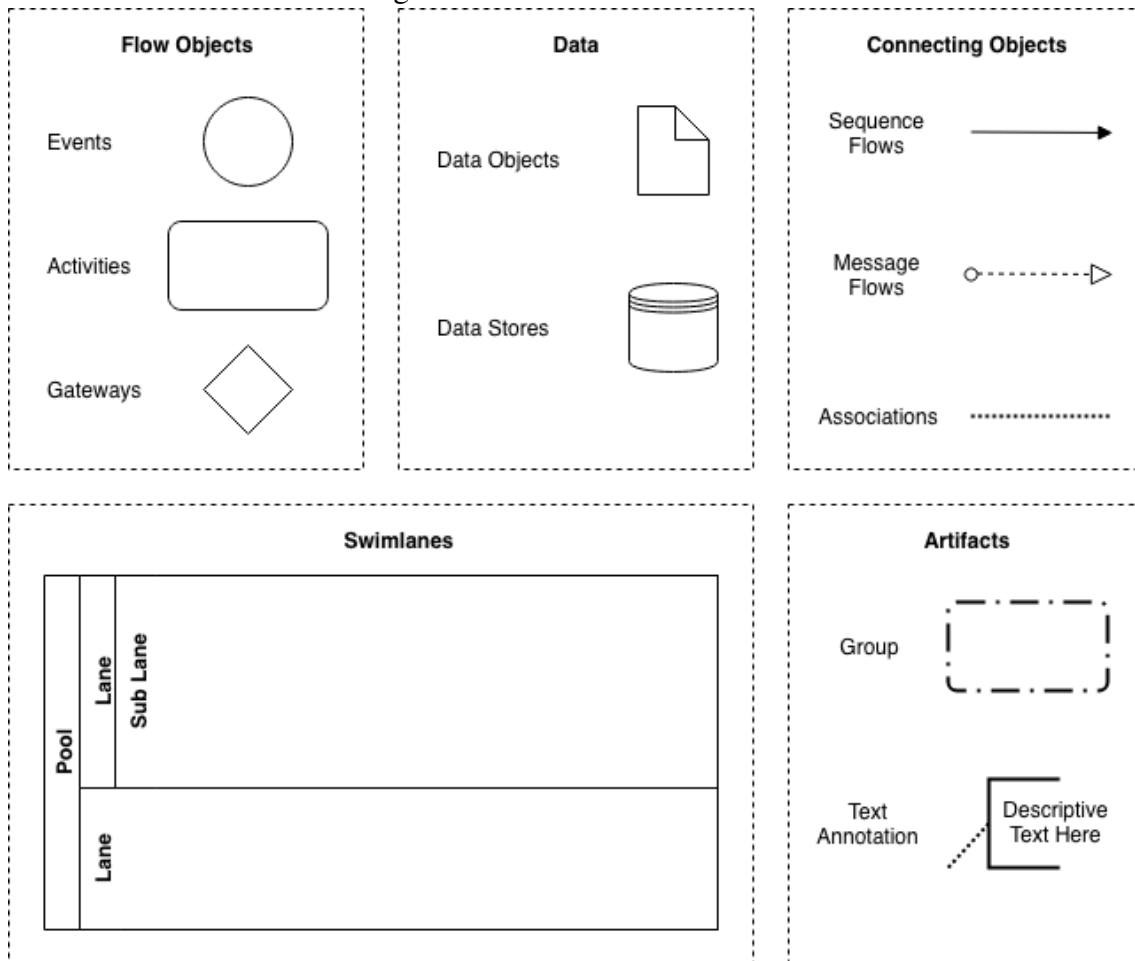 Flow Objects
Events
Activities
Gateways
Data
Data Objects
Data Stores
Connecting Objects
Sequence
Flows
Message
Flows
Associations
Swimlanes
Pool
Lane
Sub Lane
Lane
Artifacts
Group
Text
Annotation
Descriptive
Text Here